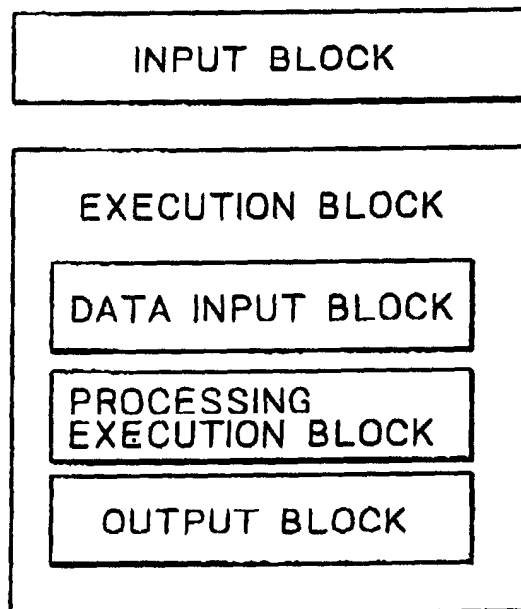 INPUT BLOCK
EXECUTION BLOCK
DATA INPUT BLOCK
PROCESSING
EXECUTION BLOCK
OUTPUT BLOCK